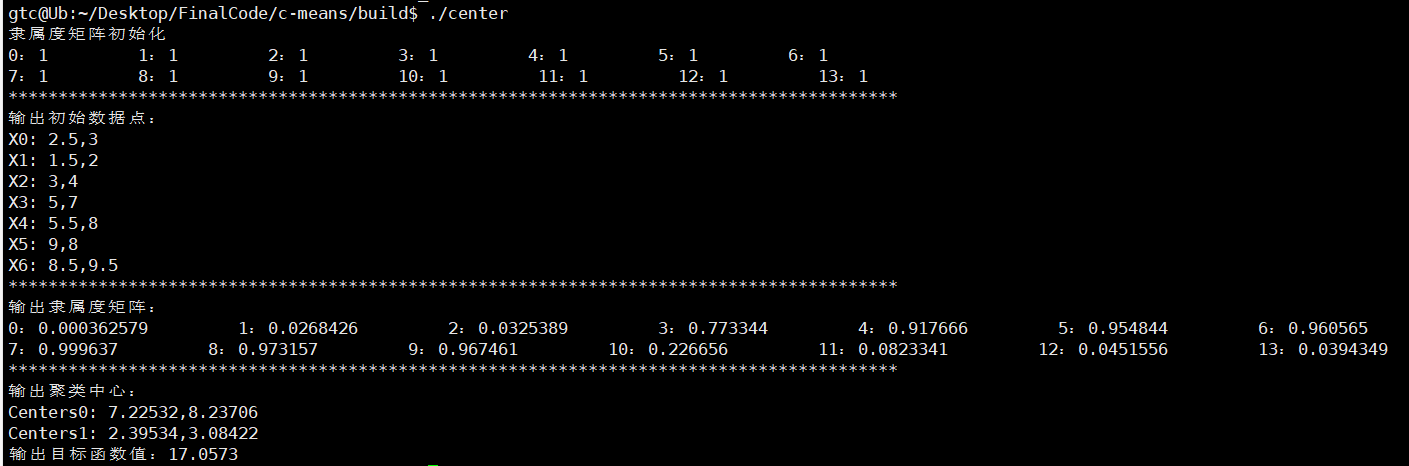 gtc@Ub:~/Desktop/FinalCode/c-means/build$ ./center
隶属度矩阵初始化
0: 1 1: 1 2: 1 3: 1 4: 1 5: 1 6: 1
7: 1 8: 1 9: 1 10: 1 11: 1 12: 1 13: 1
*****************************************************************************************
输出初始数据点:
X0: 2.5,3
X1: 1.5,2
X2: 3,4
X3: 5,7
X4: 5.5,8
X5: 9,8
X6: 8.5,9.5
*****************************************************************************************
输出隶属度矩阵:
0: 0.000362579 1: 0.0268426 2: 0.0325389 3: 0.773344 4: 0.917666 5: 0.954844 6: 0.960565
7: 0.999637 8: 0.973157 9: 0.967461 10: 0.226656 11: 0.0823341 12: 0.0451556 13: 0.0394349
*****************************************************************************************
输出聚类中心:
Centers0: 7.22532,8.23706
Centers1: 2.39534,3.08422
输出目标函数值: 17.0573